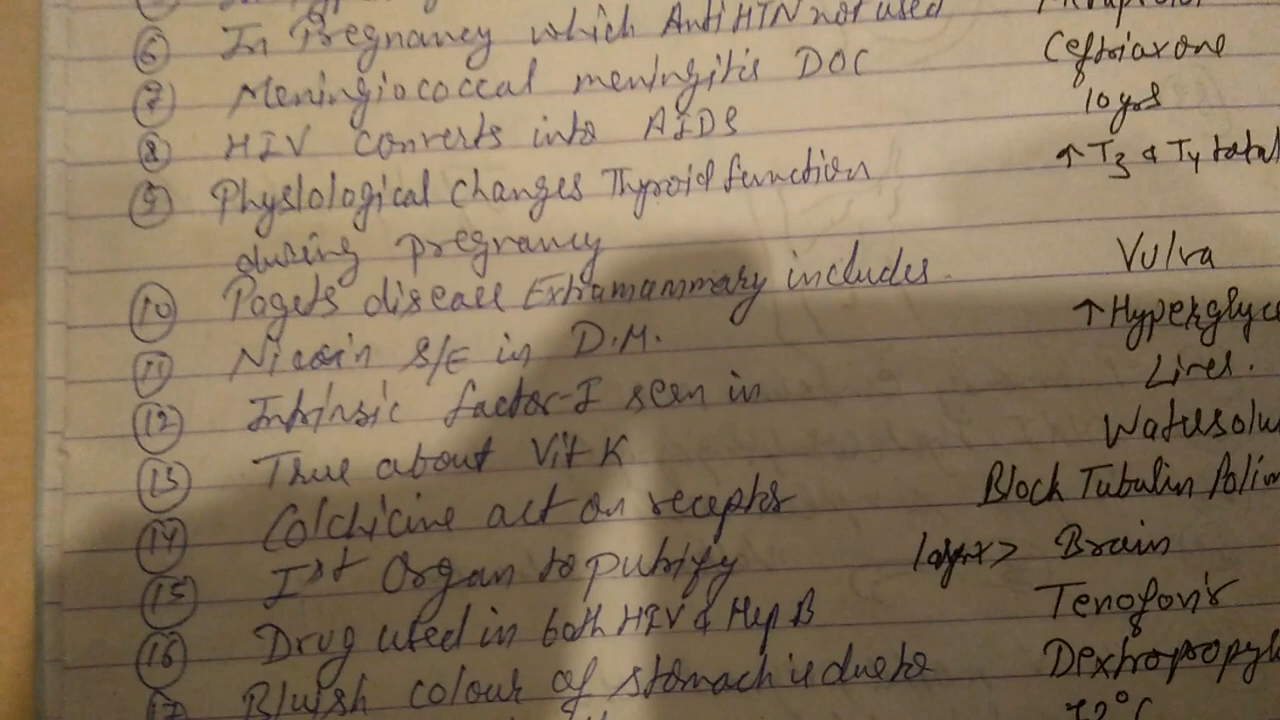 ⑥ In Pregnancy which Anti HTN not used
⑦ Meningiococcal meningitis DOC Ceftriaxone
⑧ HIV converts into AIDS 10 yrs
⑨ Physiological changes Thyroid function ↑ T3 & T4 total
during pregnancy
⑩ Pagets disease Extramammary includes Vulva
⑪ Niacin S/E in D.M. ↑ Hyperglyce
⑫ Intrinsic factor-I seen in Liver.
⑬ True about Vit K Watersolu
⑭ Colchicine act on receptor Block Tubulin Polim
⑮ Ist Organ to putrify larynx > Brain
⑯ Drug used in both HIV & Hep B Tenofovir
17 Bluish colour of stomach is due to Dextropropyl
72°C